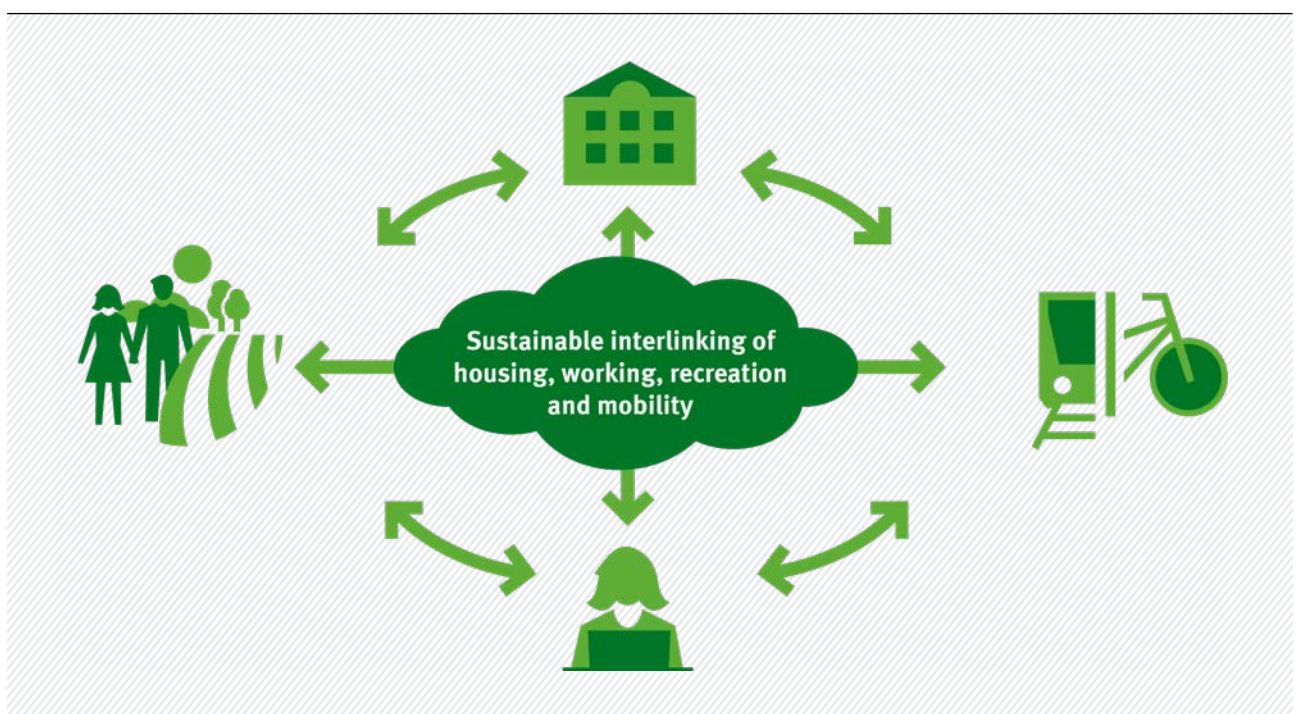 Sustainable interlinking of
housing, working, recreation
and mobility